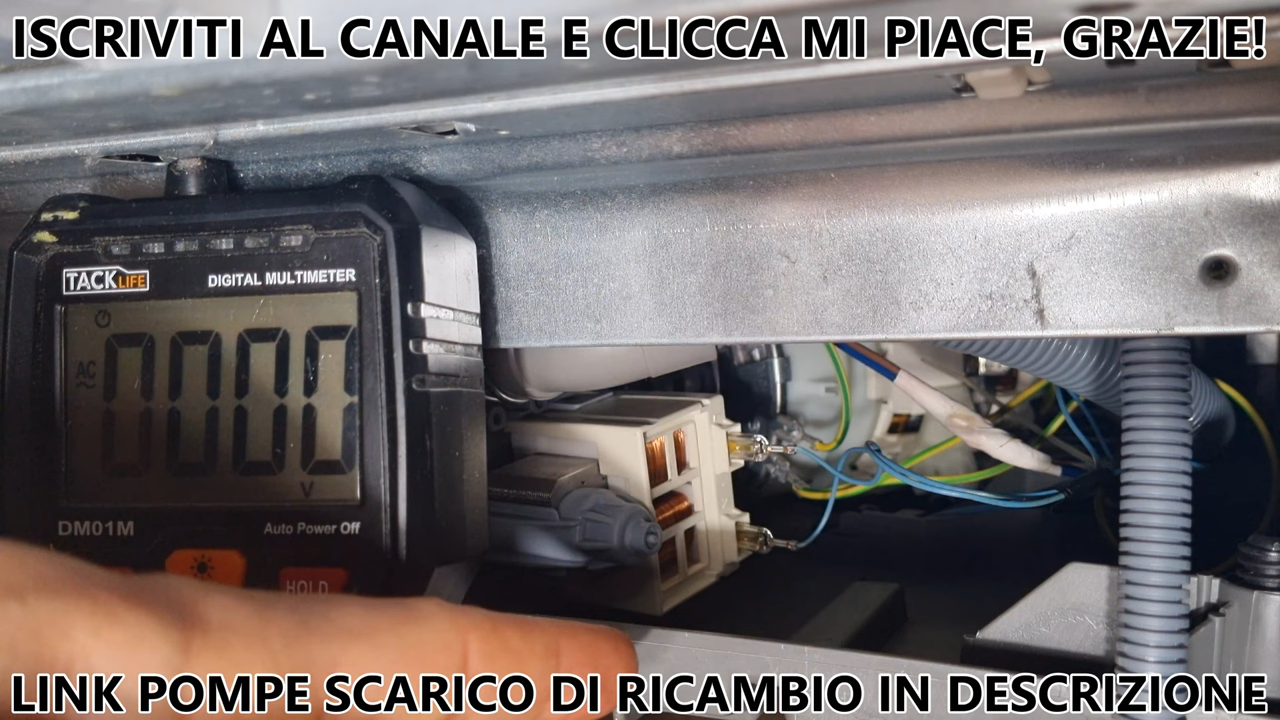 ISCRIVITI AL CANALE E CLICCA MI PIACE, GRAZIE!
TACKLIFE
DIGITAL MULTIMETER
AC
V
DM01M
Auto Power Off
HOLD
LINK POMPE SCARICO DI RICAMBIO IN DESCRIZIONE